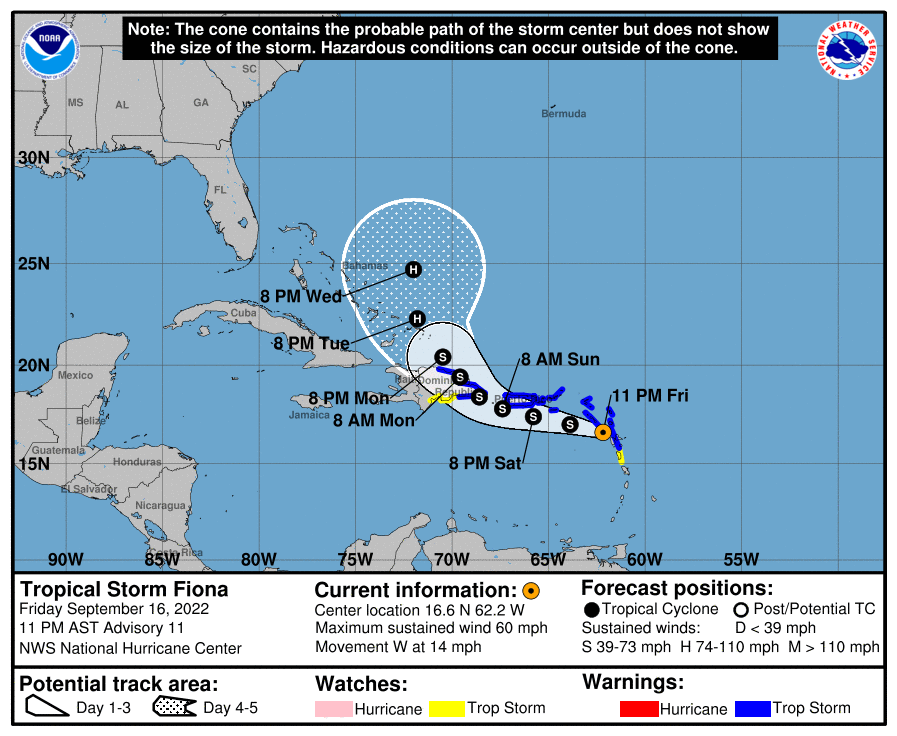 Note: The cone contains the probable path of the storm center but does not show
the size of the storm. Hazardous conditions can occur outside of the cone.
NOAA
NATIONAL WEATHER SERVICE
SC
MS
AL
GA
Bermuda
30N
FL
25N
Bahamas
8 PM Wed
Cuba
8 PM Tue
20N
8 AM Sun
Mexico
8 PM Mon
11 PM Fri
Jamaica
8 AM Mon
Belize
Guatemala
15N
Honduras
8 PM Sat
El Salvador
Nicaragua
Costa Rica
90W 85W 80W 75W 70W 65W 60W 55W
H
H
S
S
S
S
S
S
Tropical Storm Fiona
Friday September 16, 2022
11 PM AST Advisory 11
NWS National Hurricane Center
Current information:
Center location 16.6 N 62.2 W
Maximum sustained wind 60 mph
Movement W at 14 mph
Forecast positions:
Tropical Cyclone Post/Potential TC
Sustained winds: D < 39 mph
S 39-73 mph H 74-110 mph M > 110 mph
Potential track area:
Day 1-3 Day 4-5
Watches:
Hurricane Trop Storm
Warnings:
Hurricane Trop Storm